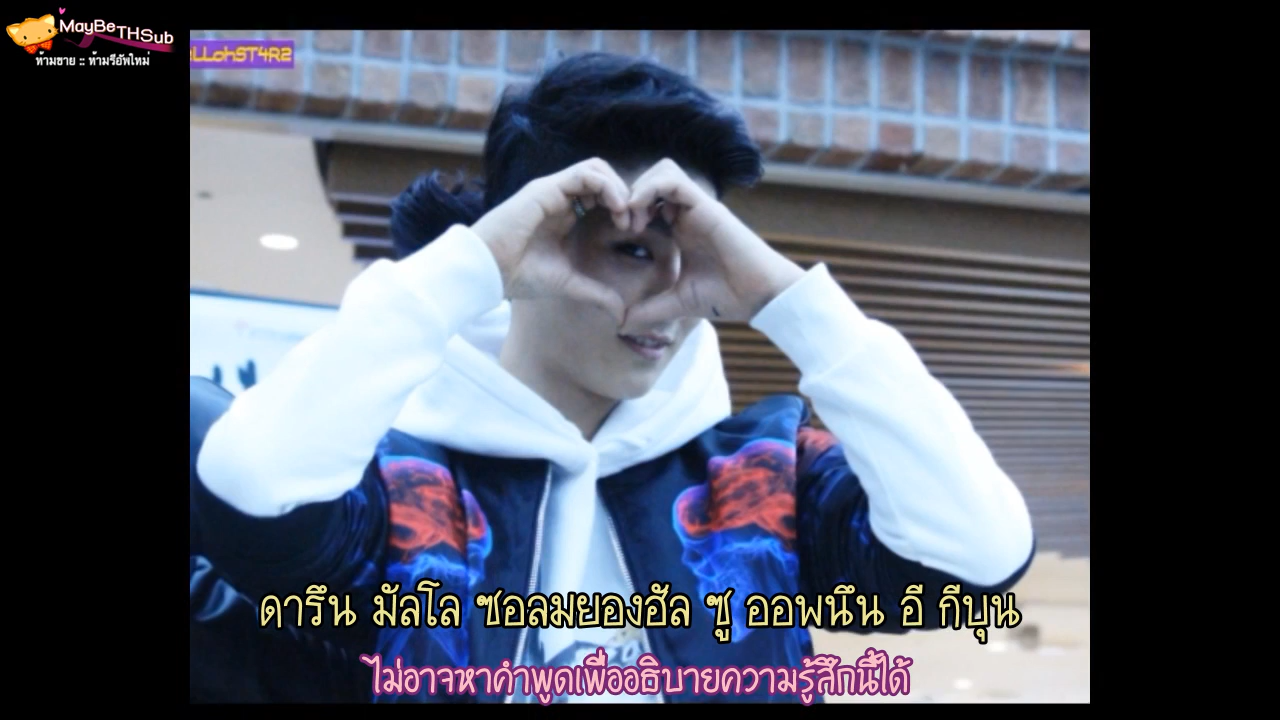 MayBeTHSub
ห้ามขาย :: ห้ามรีอัพโหม่
LLohST4R2
ดารึน มัลโล ซอลมยองฮัล ซู ออพนึน อี กีบุน
ไม่อาจหาคำพูดเพื่ออธิบายความรู้สึกนี้ได้